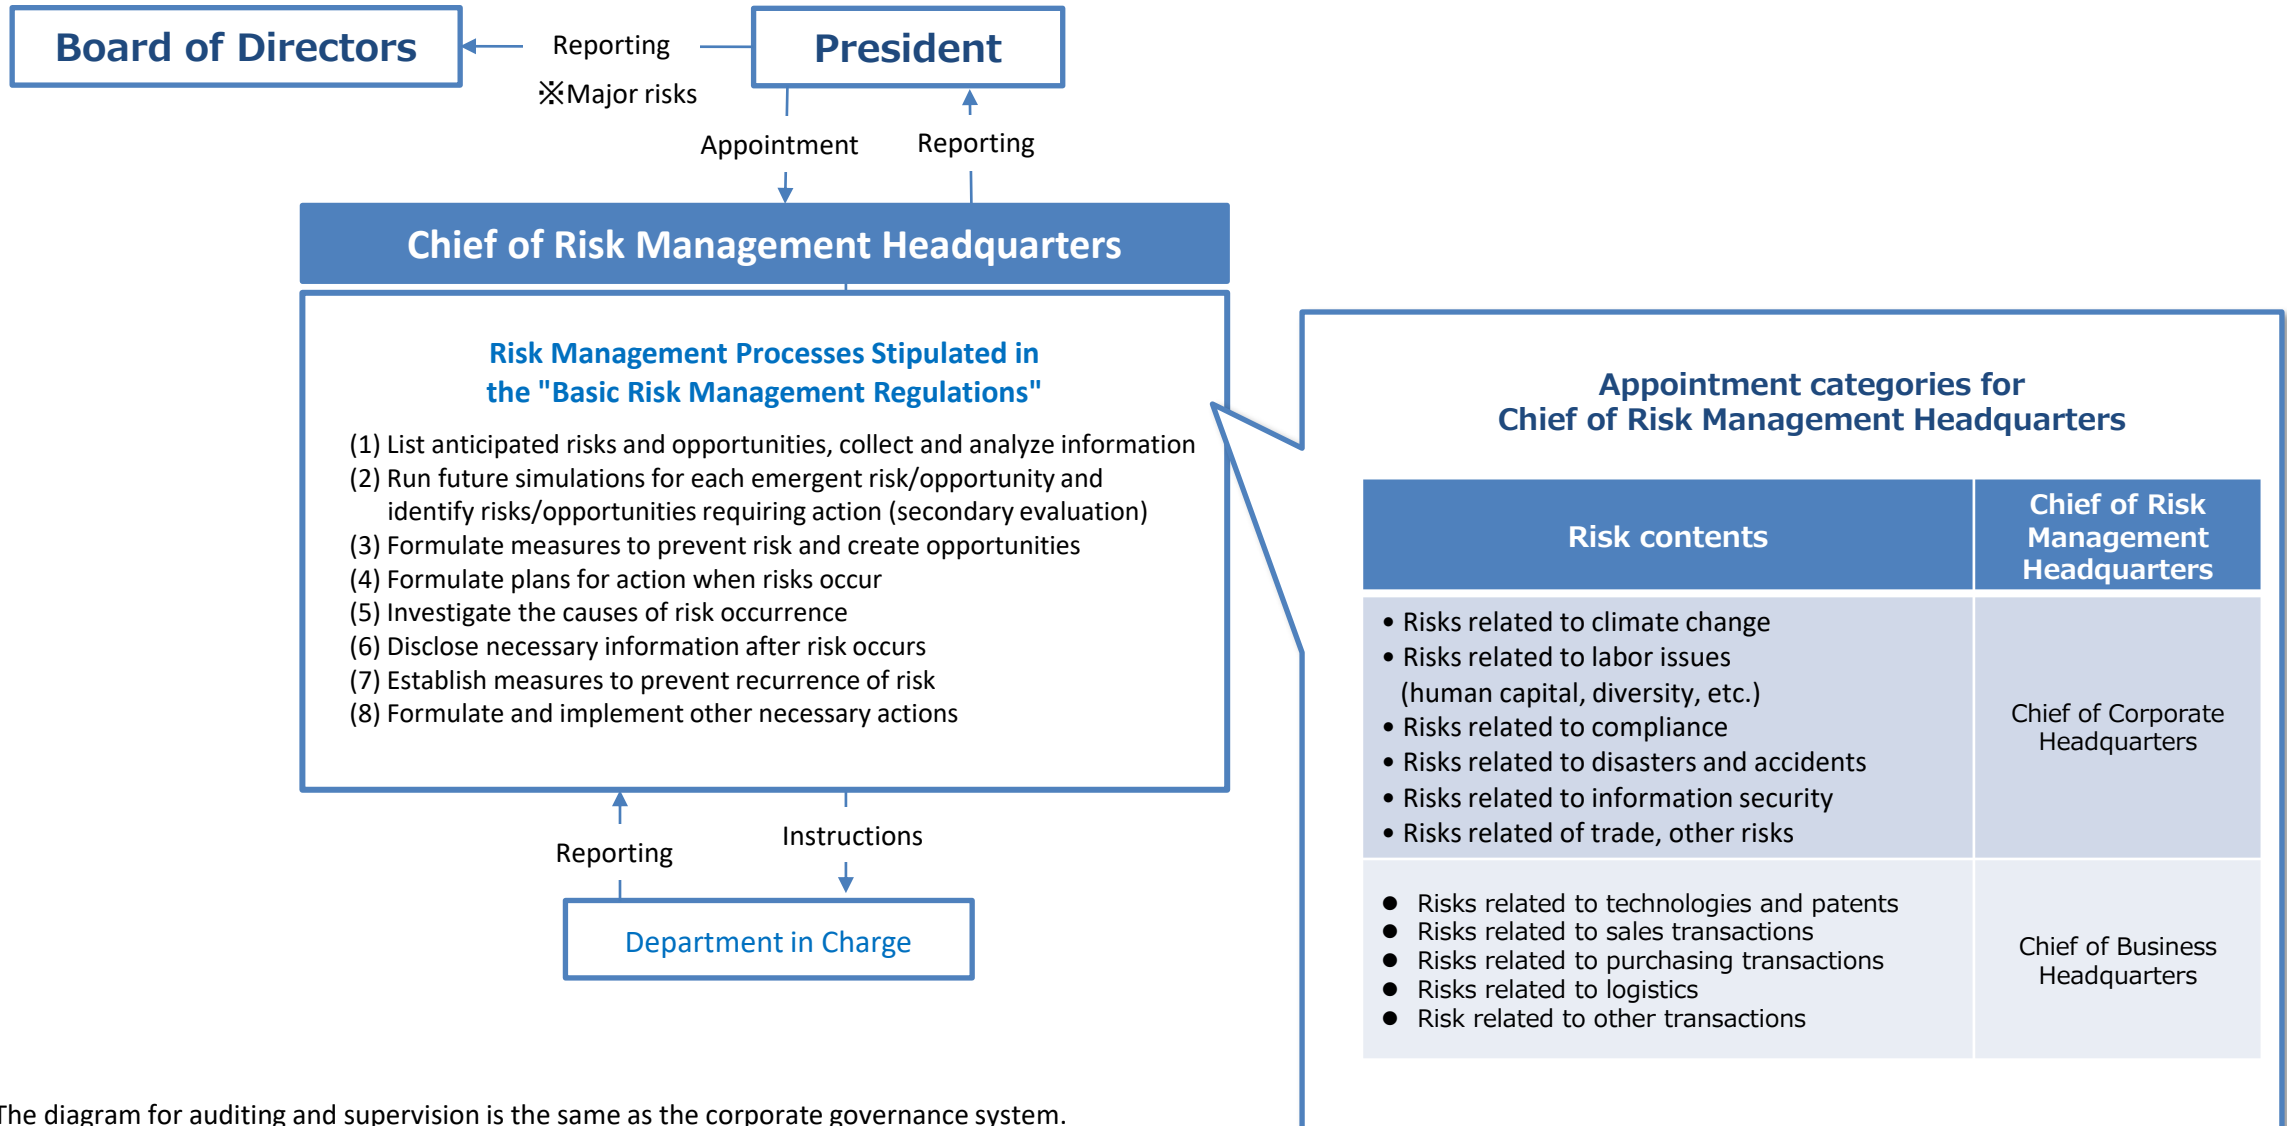 Board of Directors
Reporting
※Major risks
President
Appointment
Reporting
Chief of Risk Management Headquarters
Risk Management Processes Stipulated in
the "Basic Risk Management Regulations"
(1) List anticipated risks and opportunities, collect and analyze information
(2) Run future simulations for each emergent risk/opportunity and
identify risks/opportunities requiring action (secondary evaluation)
(3) Formulate measures to prevent risk and create opportunities
(4) Formulate plans for action when risks occur
(5) Investigate the causes of risk occurrence
(6) Disclose necessary information after risk occurs
(7) Establish measures to prevent recurrence of risk
(8) Formulate and implement other necessary actions
Reporting
Instructions
Department in Charge
Appointment categories for
Chief of Risk Management Headquarters
Risk contents
Chief of Risk
Management
Headquarters
• Risks related to climate change
• Risks related to labor issues
(human capital, diversity, etc.)
• Risks related to compliance
• Risks related to disasters and accidents
• Risks related to information security
• Risks related of trade, other risks
Chief of Corporate
Headquarters
● Risks related to technologies and patents
● Risks related to sales transactions
● Risks related to purchasing transactions
● Risks related to logistics
● Risk related to other transactions
Chief of Business
Headquarters
The diagram for auditing and supervision is the same as the corporate governance system.